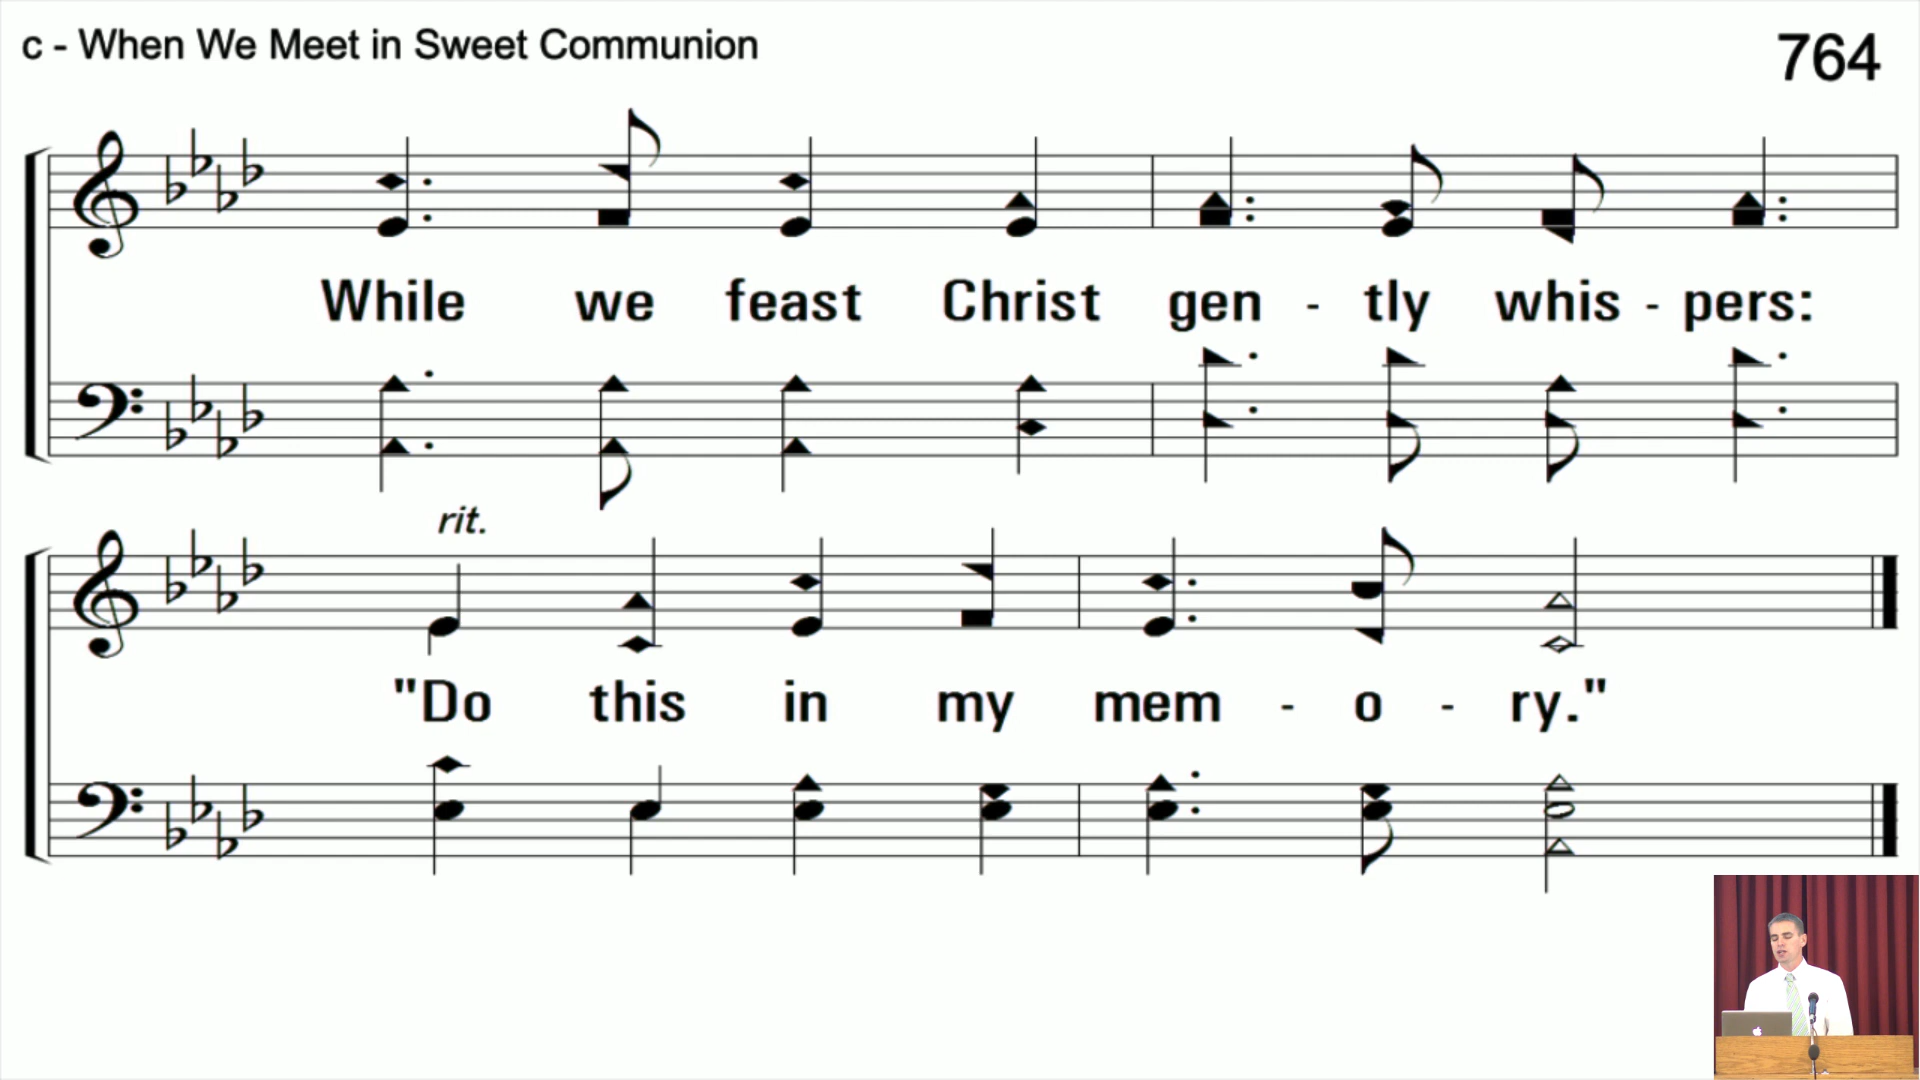 c - When We Meet in Sweet Communion
764
While we feast Christ gen - tly whis - pers:
rit.
"Do this in my mem - o - ry."